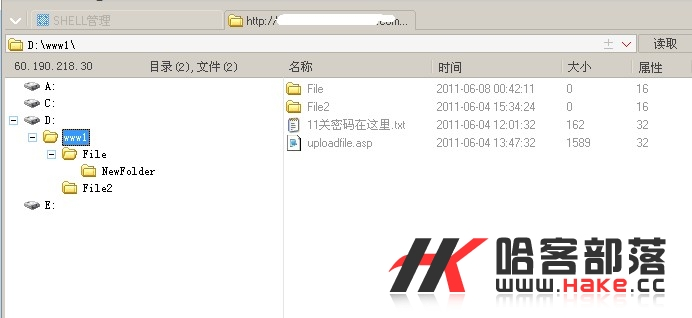 SHELL管理
http:// .com...
D:\www1\
读取
60.190.218.30 目录(2),文件(2)
名称 时间 大小 属性
A:
C:
D:
www1
File
NewFolder
File2
E:
File 2011-06-08 00:42:11 0 16
File2 2011-06-04 15:34:24 0 16
11关密码在这里.txt 2011-06-04 12:01:32 162 32
uploadfile.asp 2011-06-04 13:47:32 1589 32
HK 哈客部落
www.Hake.cc